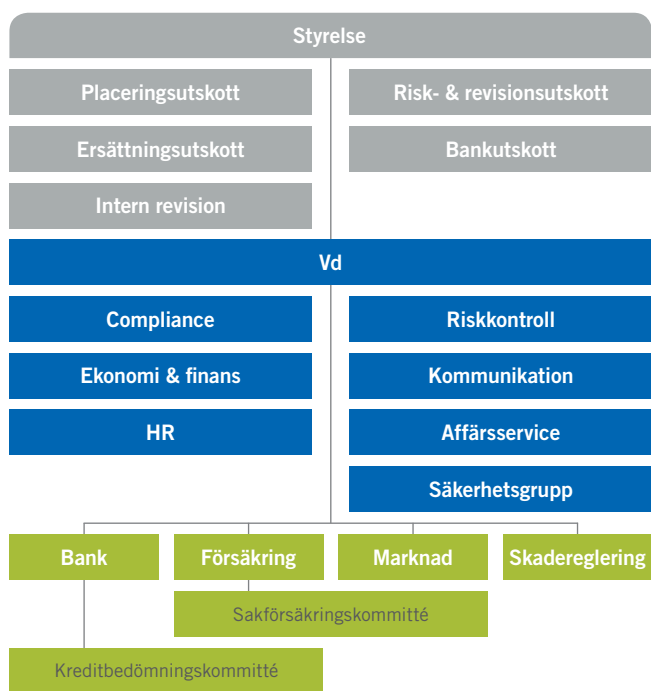 Styrelse
Placeringsutskott
Risk- & revisionsutskott
Ersättningsutskott
Bankutskott
Intern revision
Vd
Compliance
Riskkontroll
Ekonomi & finans
Kommunikation
HR
Affärsservice
Säkerhetsgrupp
Bank
Försäkring
Marknad
Skadereglering
Sakförsäkringskommitté
Kreditbedömningskommitté